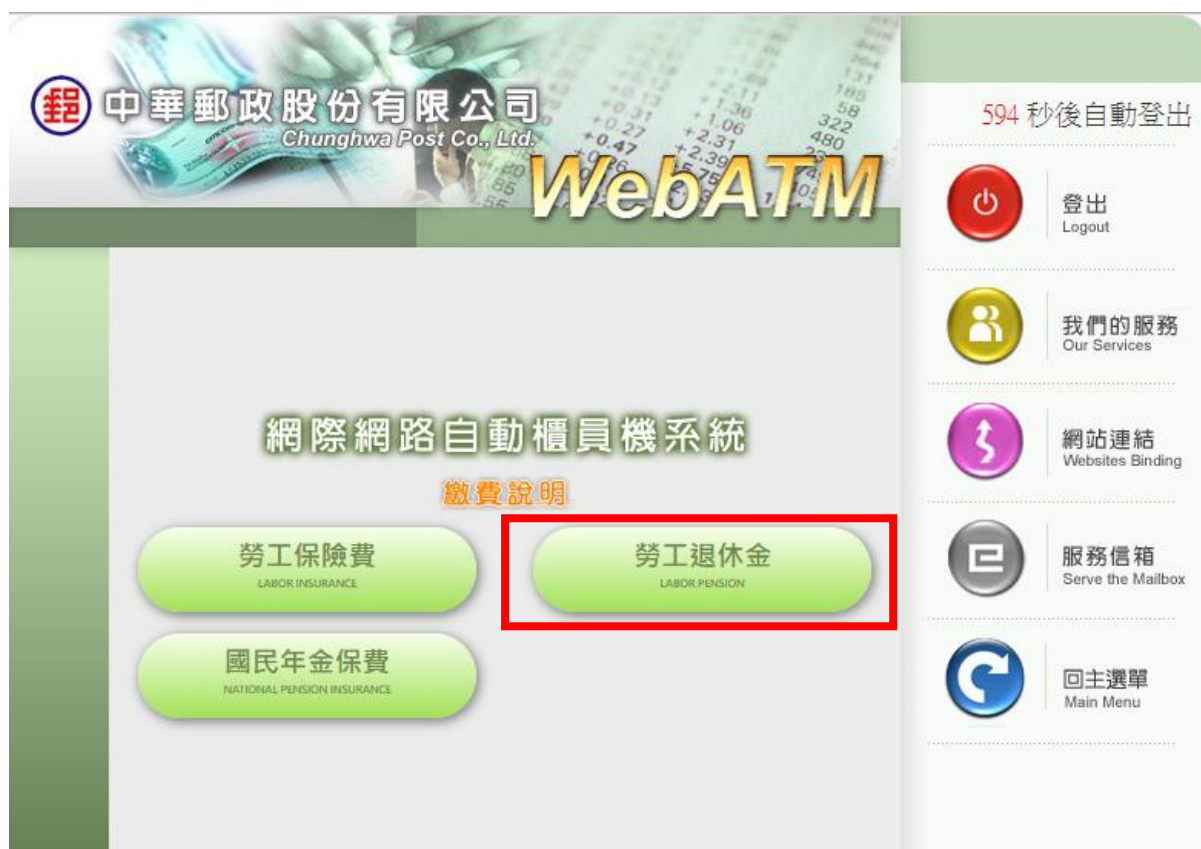 郵
中華郵政股份有限公司
Chunghwa Post Co., Ltd.
WebATM
594 秒後自動登出
登出
Logout
我們的服務
Our Services
網站連結
Websites Binding
服務信箱
Serve the Mailbox
回主選單
Main Menu
網際網路自動櫃員機系統
繳費說明
勞工保險費
LABOR INSURANCE
勞工退休金
LABOR PENSION
國民年金保費
NATIONAL PENSION INSURANCE